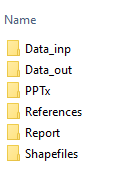 Name
Data_inp
Data_out
PPTx
References
Report
Shapefiles